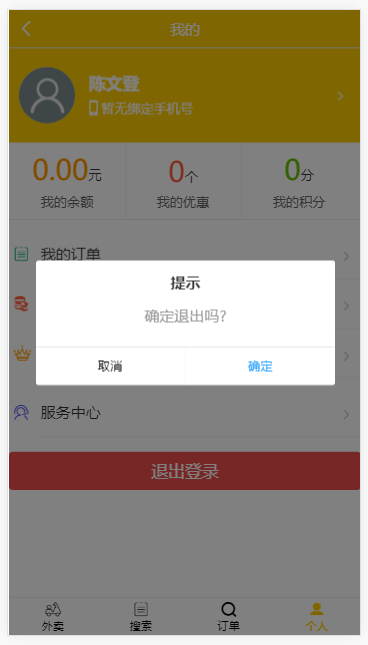 我的
陈文登
暂无绑定手机号
0.00元 0个 0分
我的余额 我的优惠 我的积分
我的订单
提示
确定退出吗?
取消 确定
服务中心
退出登录
外卖 搜索 订单 个人